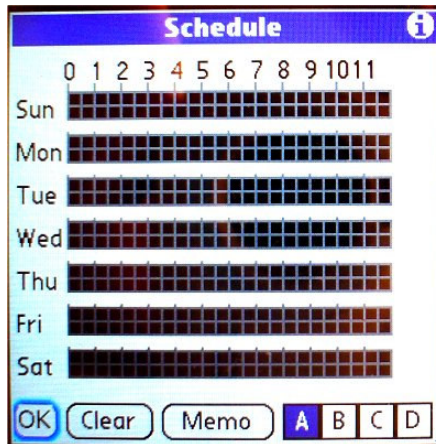 Schedule i
0 1 2 3 4 5 6 7 8 9 10 11
Sun
Mon
Tue
Wed
Thu
Fri
Sat
OK Clear Memo A B C D